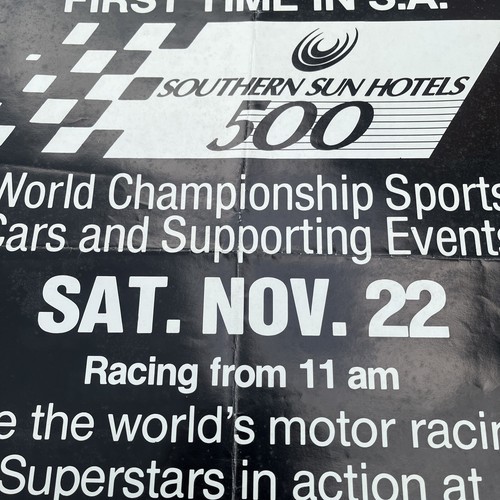 FIRST TIME IN S.A.
SOUTHERN SUN HOTELS
500
World Championship Sports
Cars and Supporting Events
SAT. NOV. 22
Racing from 11 am
the world's motor
Superstars in action at